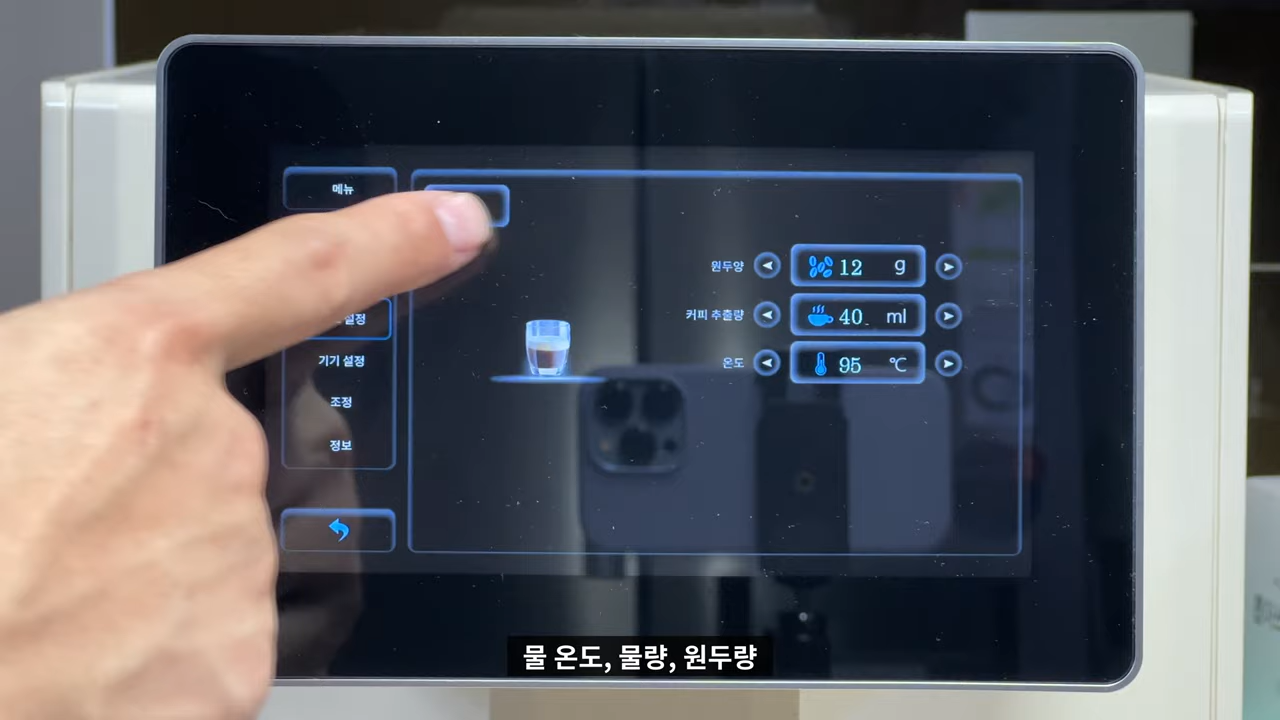 메뉴
설정
기기 설정
조정
정보
원두양 12 g
커피 추출량 40 ml
온도 95 ℃
물 온도, 물량, 원두량